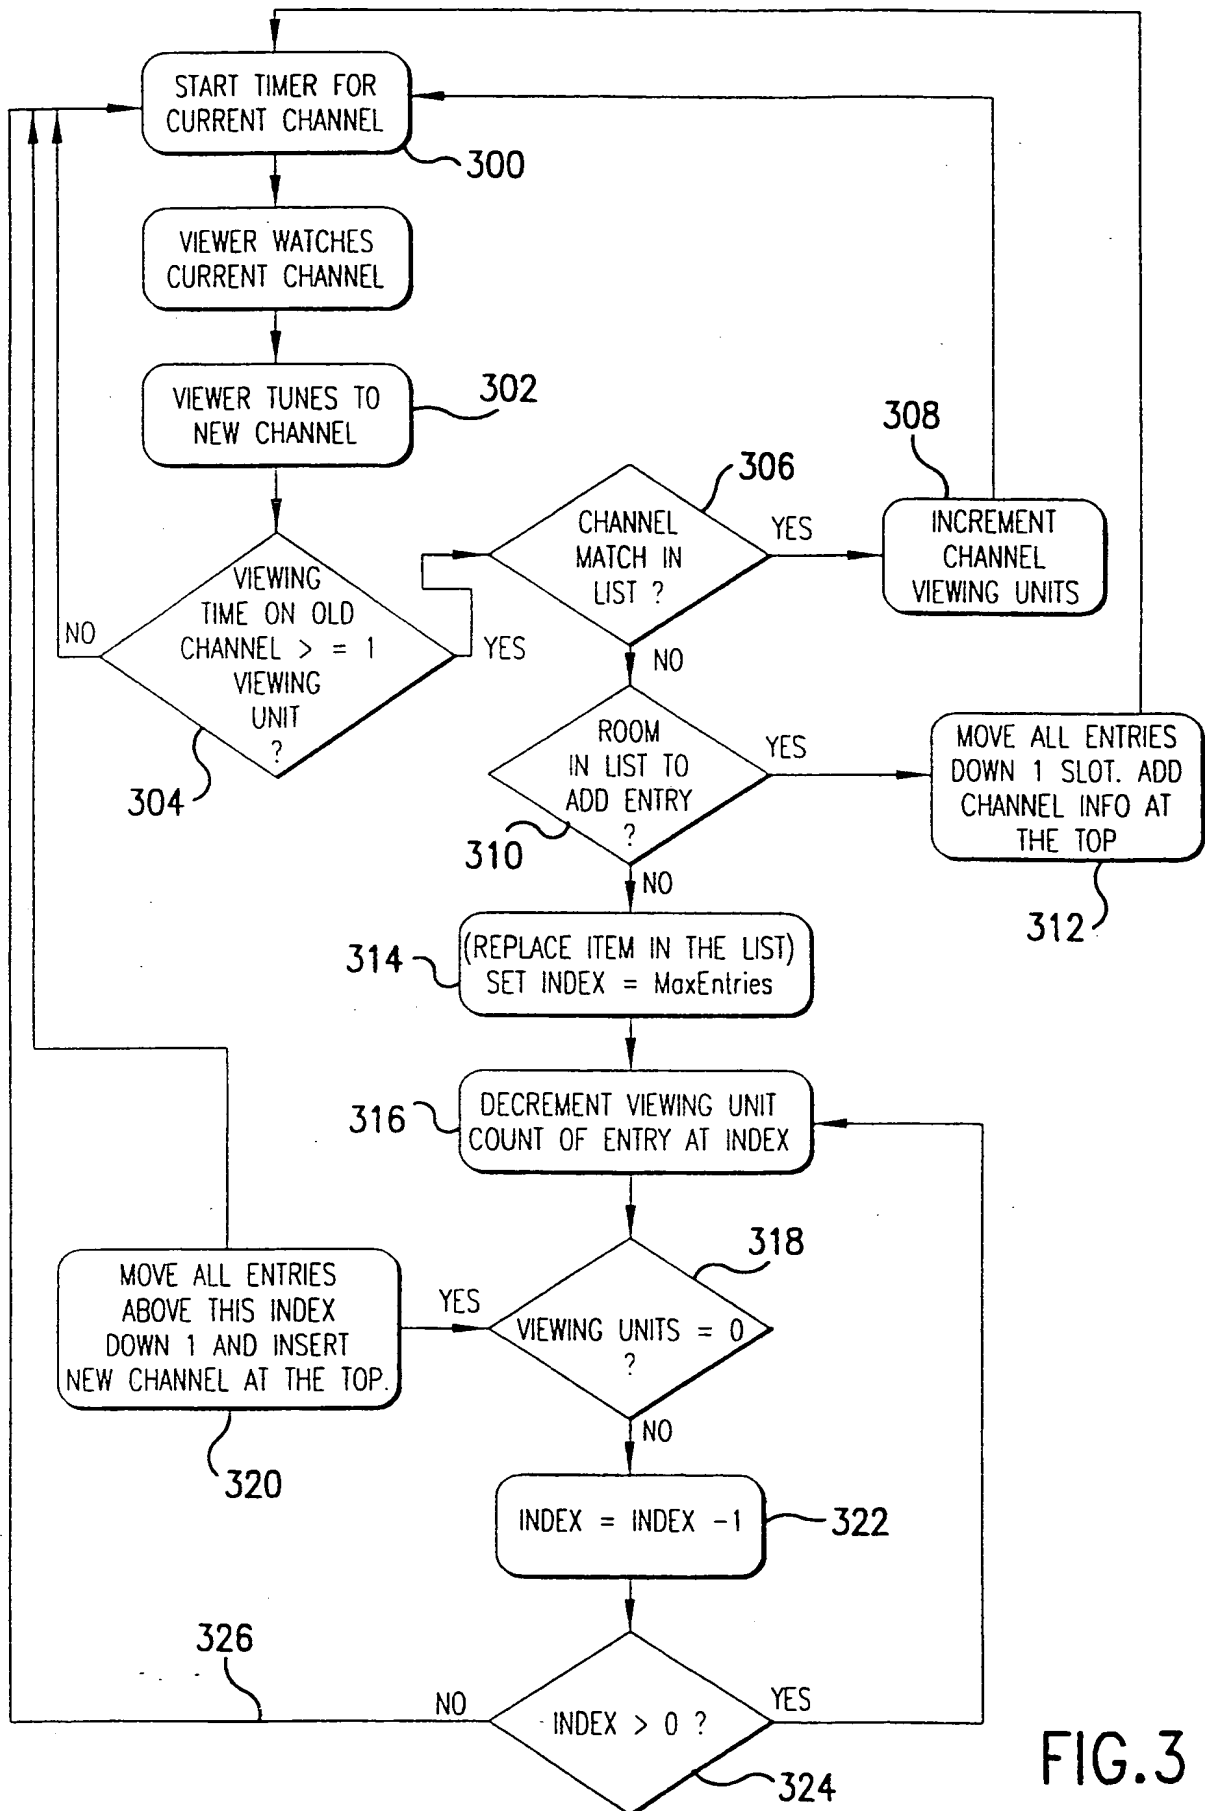 START TIMER FOR
CURRENT CHANNEL
300
VIEWER WATCHES
CURRENT CHANNEL
VIEWER TUNES TO
NEW CHANNEL
302
VIEWING
TIME ON OLD
CHANNEL > = 1
VIEWING
UNIT
?
NO
YES
304
306
CHANNEL
MATCH IN
LIST ?
YES
NO
308
INCREMENT
CHANNEL
VIEWING UNITS
ROOM
IN LIST TO
ADD ENTRY
?
YES
NO
310
MOVE ALL ENTRIES
DOWN 1 SLOT. ADD
CHANNEL INFO AT
THE TOP
312
314
(REPLACE ITEM IN THE LIST)
SET INDEX = MaxEntries
316
DECREMENT VIEWING UNIT
COUNT OF ENTRY AT INDEX
318
VIEWING UNITS = 0
?
YES
NO
MOVE ALL ENTRIES
ABOVE THIS INDEX
DOWN 1 AND INSERT
NEW CHANNEL AT THE TOP.
320
INDEX = INDEX -1
322
326
NO
INDEX > 0 ?
YES
324
FIG.3